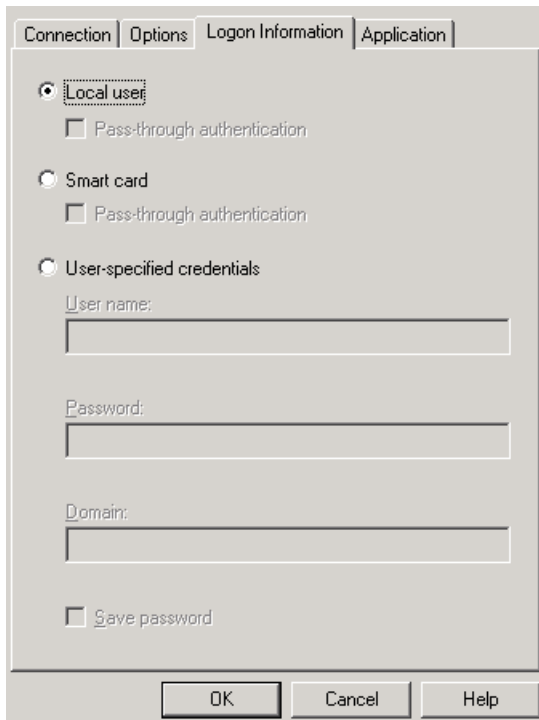 Connection Options Logon Information Application
Local user
Pass-through authentication
Smart card
Pass-through authentication
User-specified credentials
User name:
Password:
Domain:
Save password
OK Cancel Help